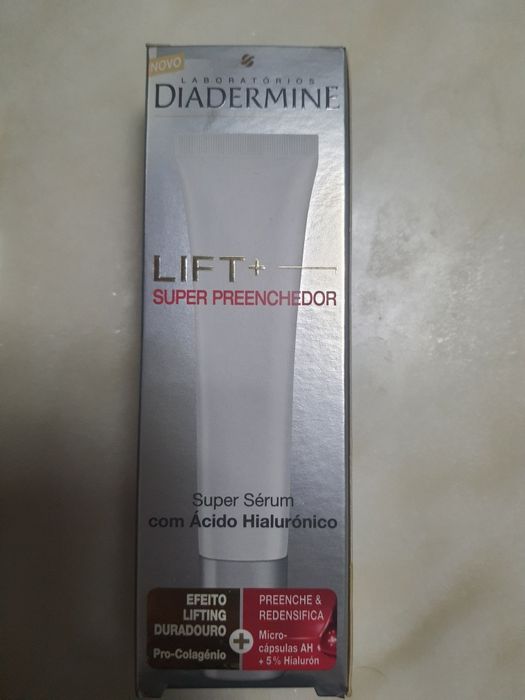 NOVO
LABORATÓRIOS
DIADERMINE
LIFT+
SUPER PREENCHEDOR
Super Sérum
com Ácido Hialurónico
EFEITO
LIFTING
DURADOURO
Pro-Colagénio
+
PREENCHE &
REDENSIFICA
Micro-
cápsulas AH
+ 5% Hialurón